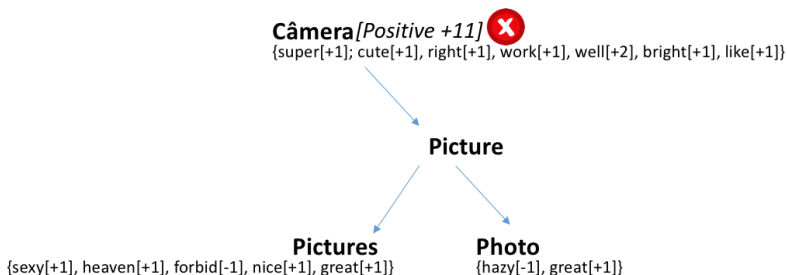 Câmera[Positive +11] X
{super[+1]; cute[+1], right[+1], work[+1], well[+2], bright[+1], like[+1]}
Picture
Pictures
{sexy[+1], heaven[+1], forbid[-1], nice[+1], great[+1]}
Photo
{hazy[-1], great[+1]}